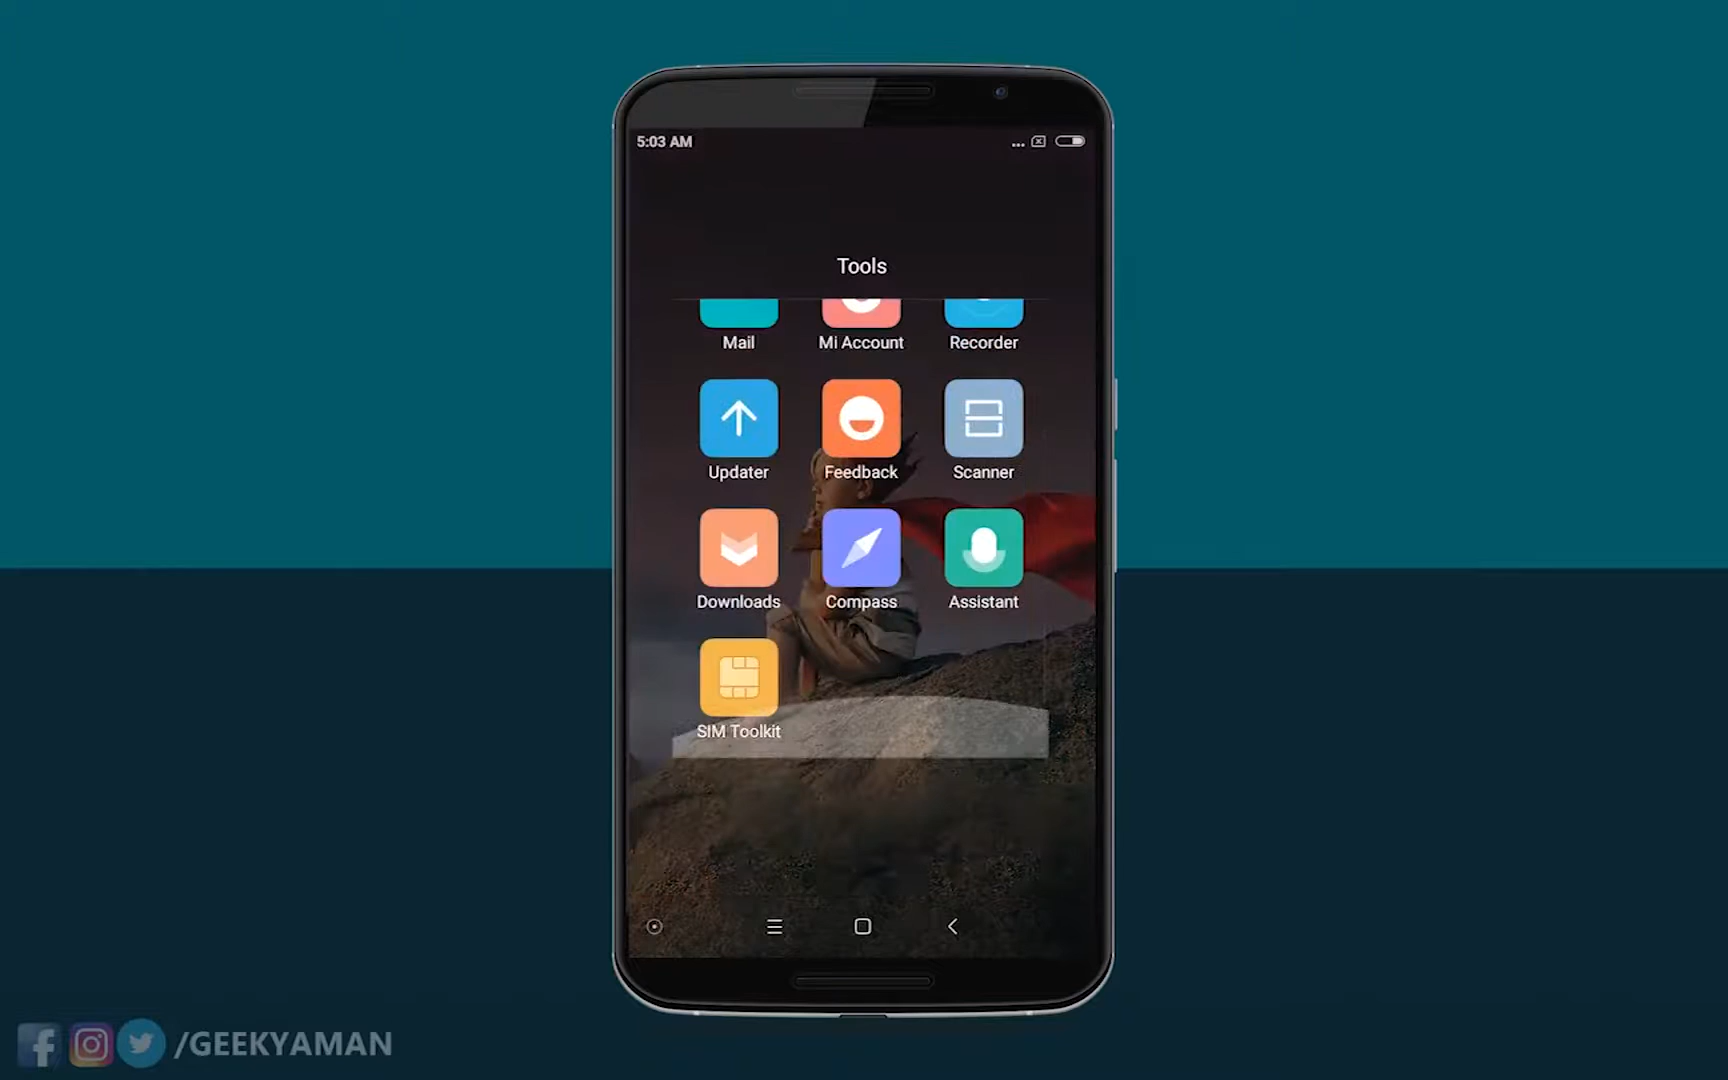 5:03 AM
Tools
Mail Mi Account Recorder
Updater Feedback Scanner
Downloads Compass Assistant
SIM Toolkit
/GEEKYAMAN